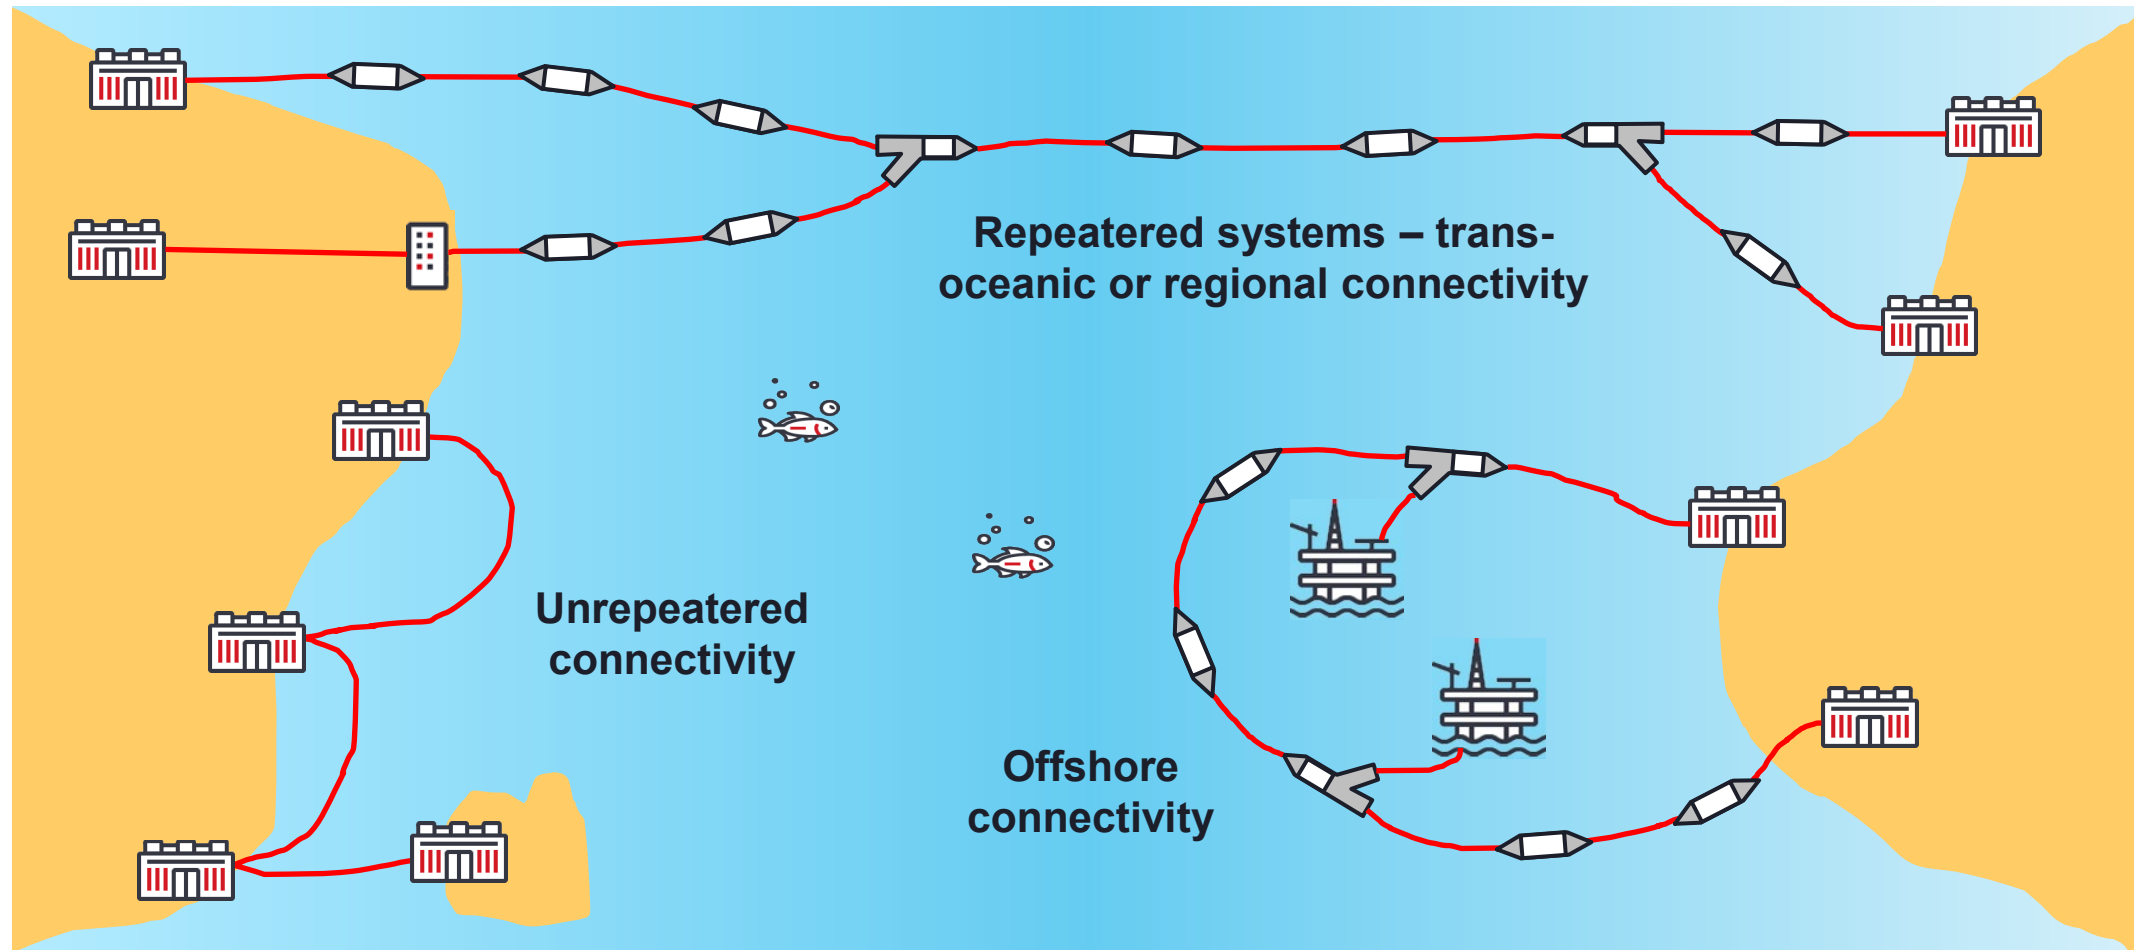 Repeatered systems – trans-
oceanic or regional connectivity
Unrepeatered
connectivity
Offshore
connectivity